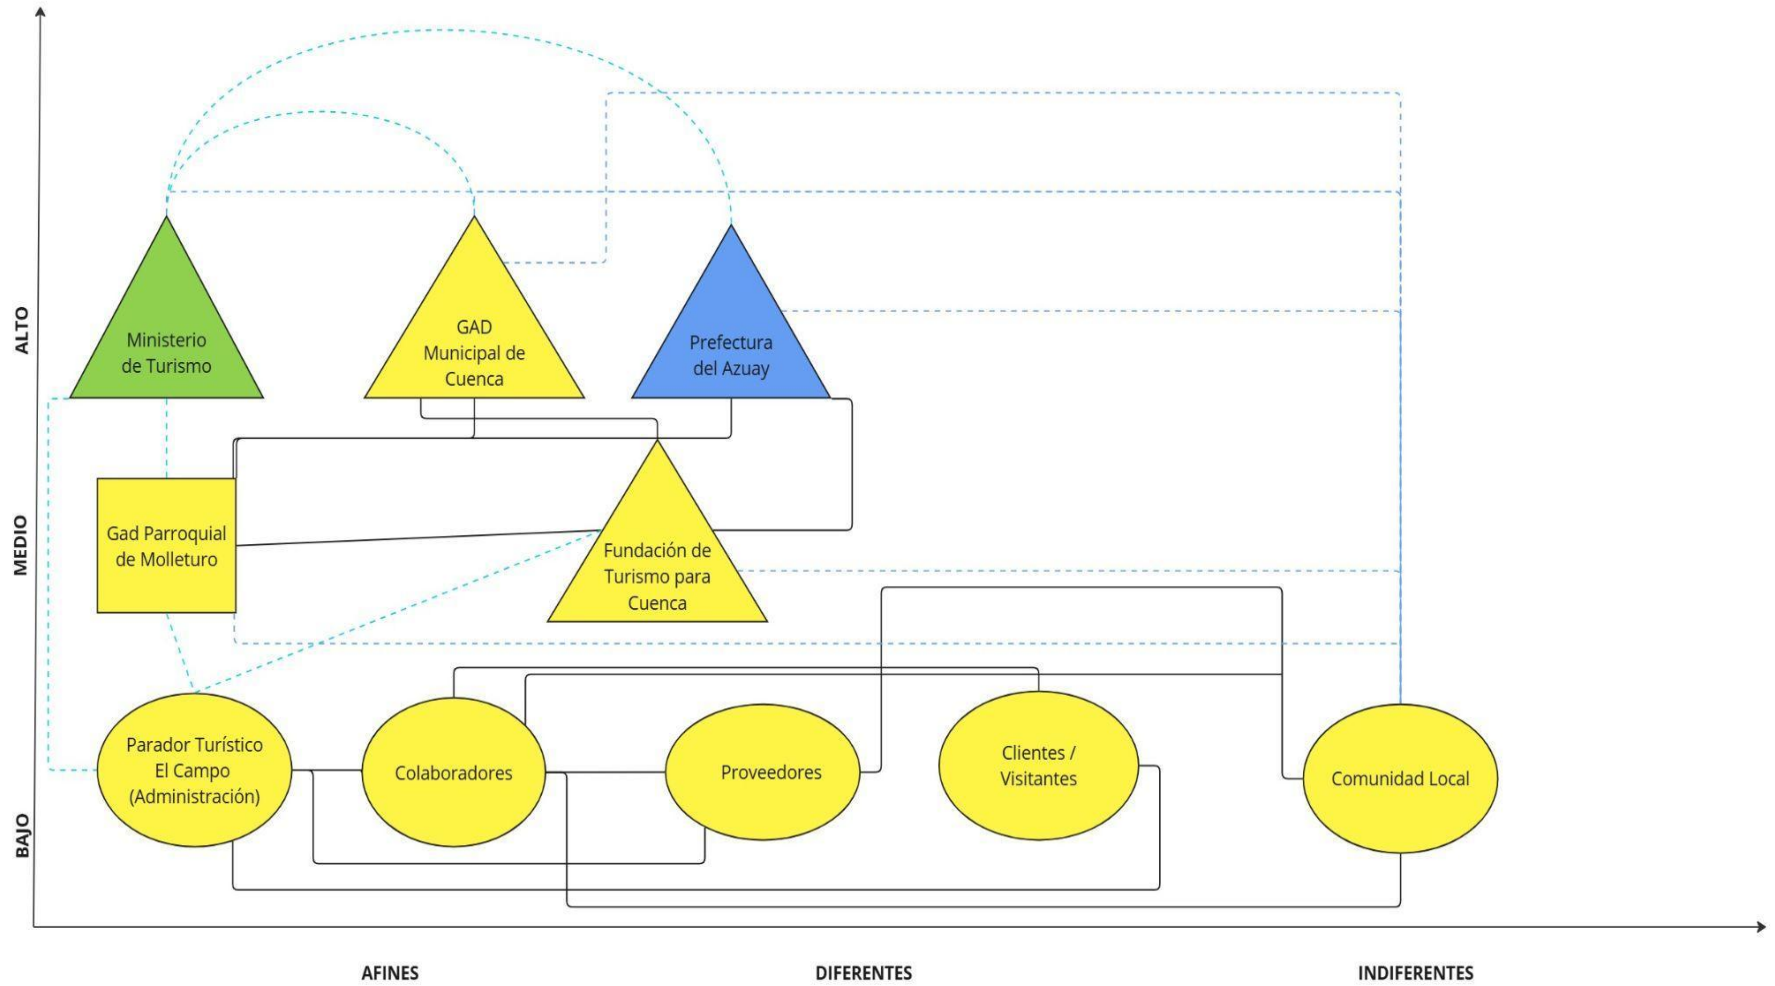 ALTO
Ministerio
de Turismo
GAD
Municipal de
Cuenca
Prefectura
del Azuay
MEDIO
Gad Parroquial
de Molleturo
Fundación de
Turismo para
Cuenca
BAJO
Parador Turístico
El Campo
(Administración)
Colaboradores
Proveedores
Clientes /
Visitantes
Comunidad Local
AFINES
DIFERENTES
INDIFERENTES